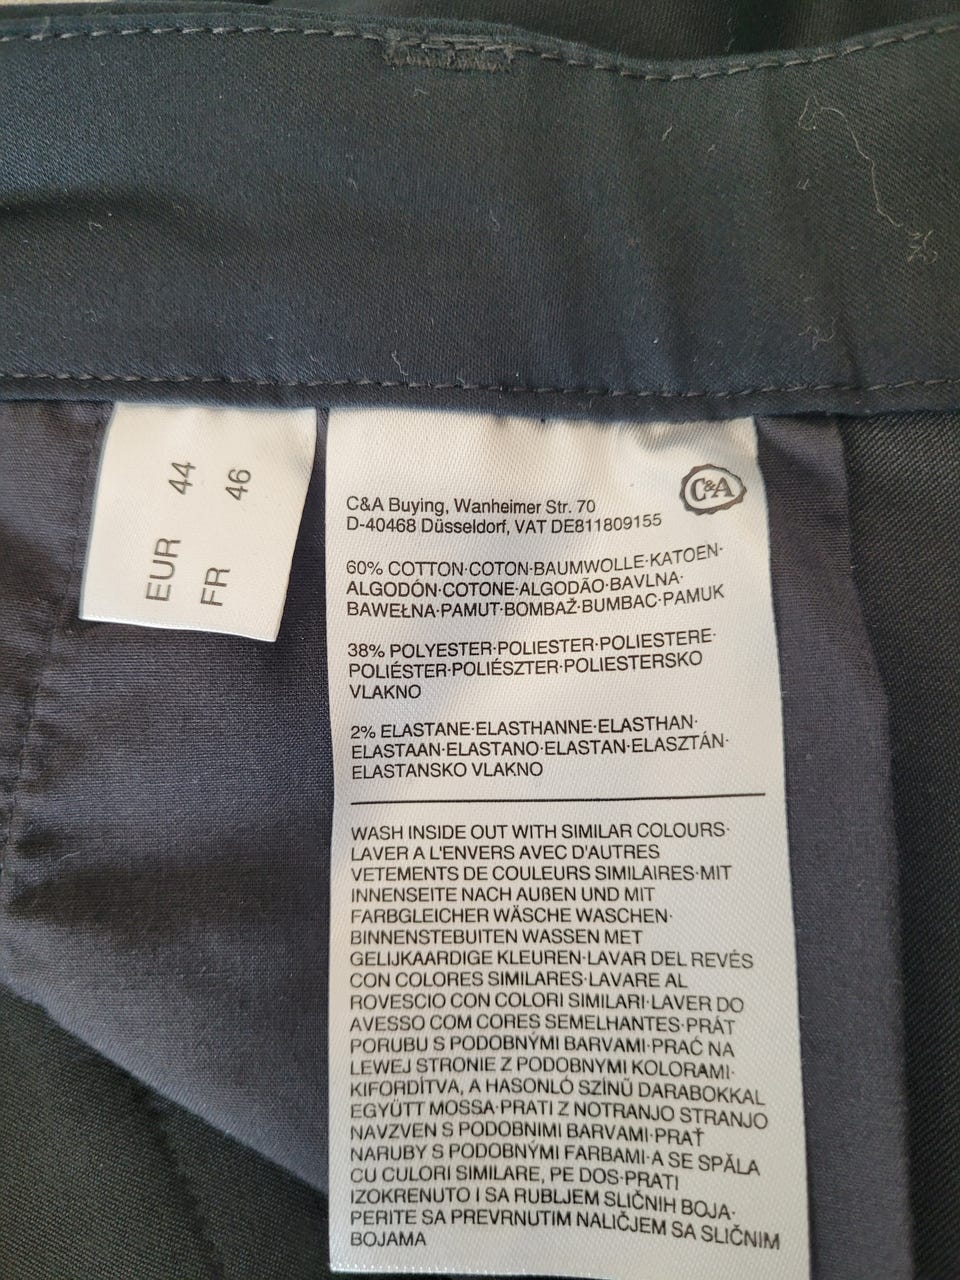 EUR 44
FR 46
C&A
C&A Buying, Wanheimer Str. 70
D-40468 Düsseldorf, VAT DE811809155
60% COTTON·COTON·BAUMWOLLE·KATOEN·
ALGODÓN·COTONE·ALGODÃO·BAVLNA·
BAWEŁNA·PAMUT·BOMBAŽ·BUMBAC·PAMUK
38% POLYESTER·POLIESTER·POLIESTERE·
POLIÉSTER·POLIÉSZTER·POLIESTERSKO
VLAKNO
2% ELASTANE·ELASTHANNE·ELASTHAN·
ELASTAAN·ELASTANO·ELASTAN·ELASZTÁN·
ELASTANSKO VLAKNO
WASH INSIDE OUT WITH SIMILAR COLOURS·
LAVER A L'ENVERS AVEC D'AUTRES
VETEMENTS DE COULEURS SIMILAIRES·MIT
INNENSEITE NACH AUßEN UND MIT
FARBGLEICHER WÄSCHE WASCHEN·
BINNENSTEBUITEN WASSEN MET
GELIJKAARDIGE KLEUREN·LAVAR DEL REVÉS
CON COLORES SIMILARES·LAVARE AL
ROVESCIO CON COLORI SIMILARI·LAVER DO
AVESSO COM CORES SEMELHANTES·PRÁT
PORUBU S PODOBNÝMI BARVAMI·PRAĆ NA
LEWEJ STRONIE Z PODOBNYMI KOLORAMI·
KIFORDÍTVA, A HASONLÓ SZÍNŰ DARABOKKAL
EGYÜTT MOSSA·PRATI Z NOTRANJO STRANJO
NAVZVEN S PODOBNIMI BARVAMI·PRAŤ
NARUBY S PODOBNÝMI FARBAMI·A SE SPĂLA
CU CULORI SIMILARE, PE DOS·PRATI
IZOKRENUTO I SA RUBLJEM SLIČNIH BOJA·
PERITE SA PREVRNUTIM NALIČJEM SA SLIČNIM
BOJAMA